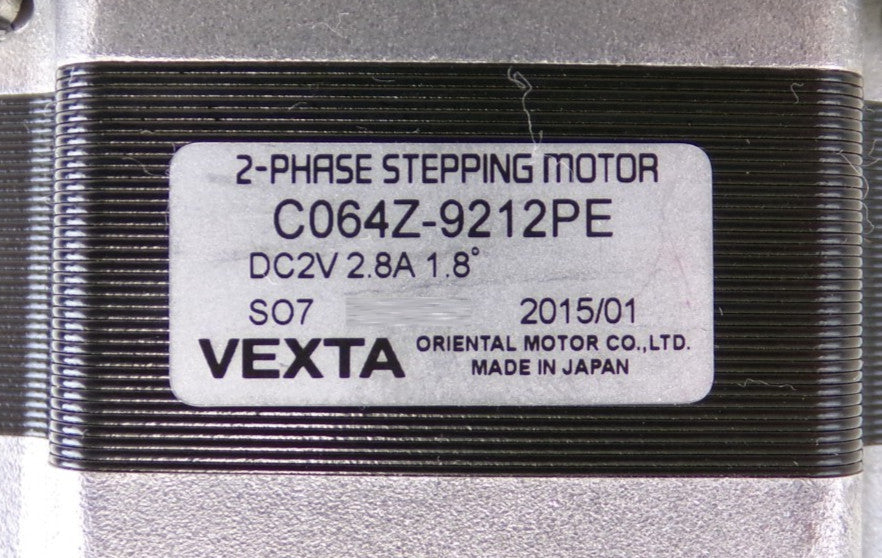 2-PHASE STEPPING MOTOR
C064Z-9212PE
DC2V 2.8A 1.8°
SO7 2015/01
VEXTA ORIENTAL MOTOR CO.,LTD.
MADE IN JAPAN